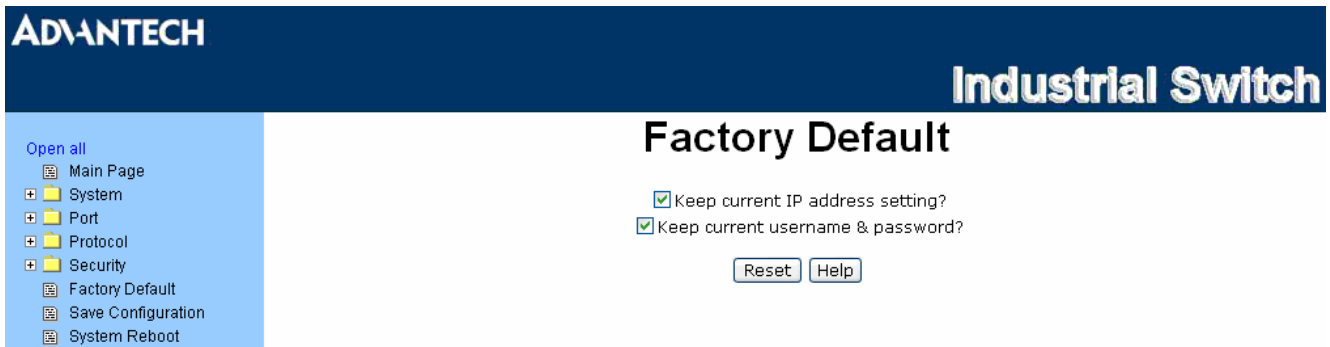 ADVANTECH
Industrial Switch
Open all
Main Page
System
Port
Protocol
Security
Factory Default
Save Configuration
System Reboot
Factory Default
Keep current IP address setting?
Keep current username & password?
Reset Help